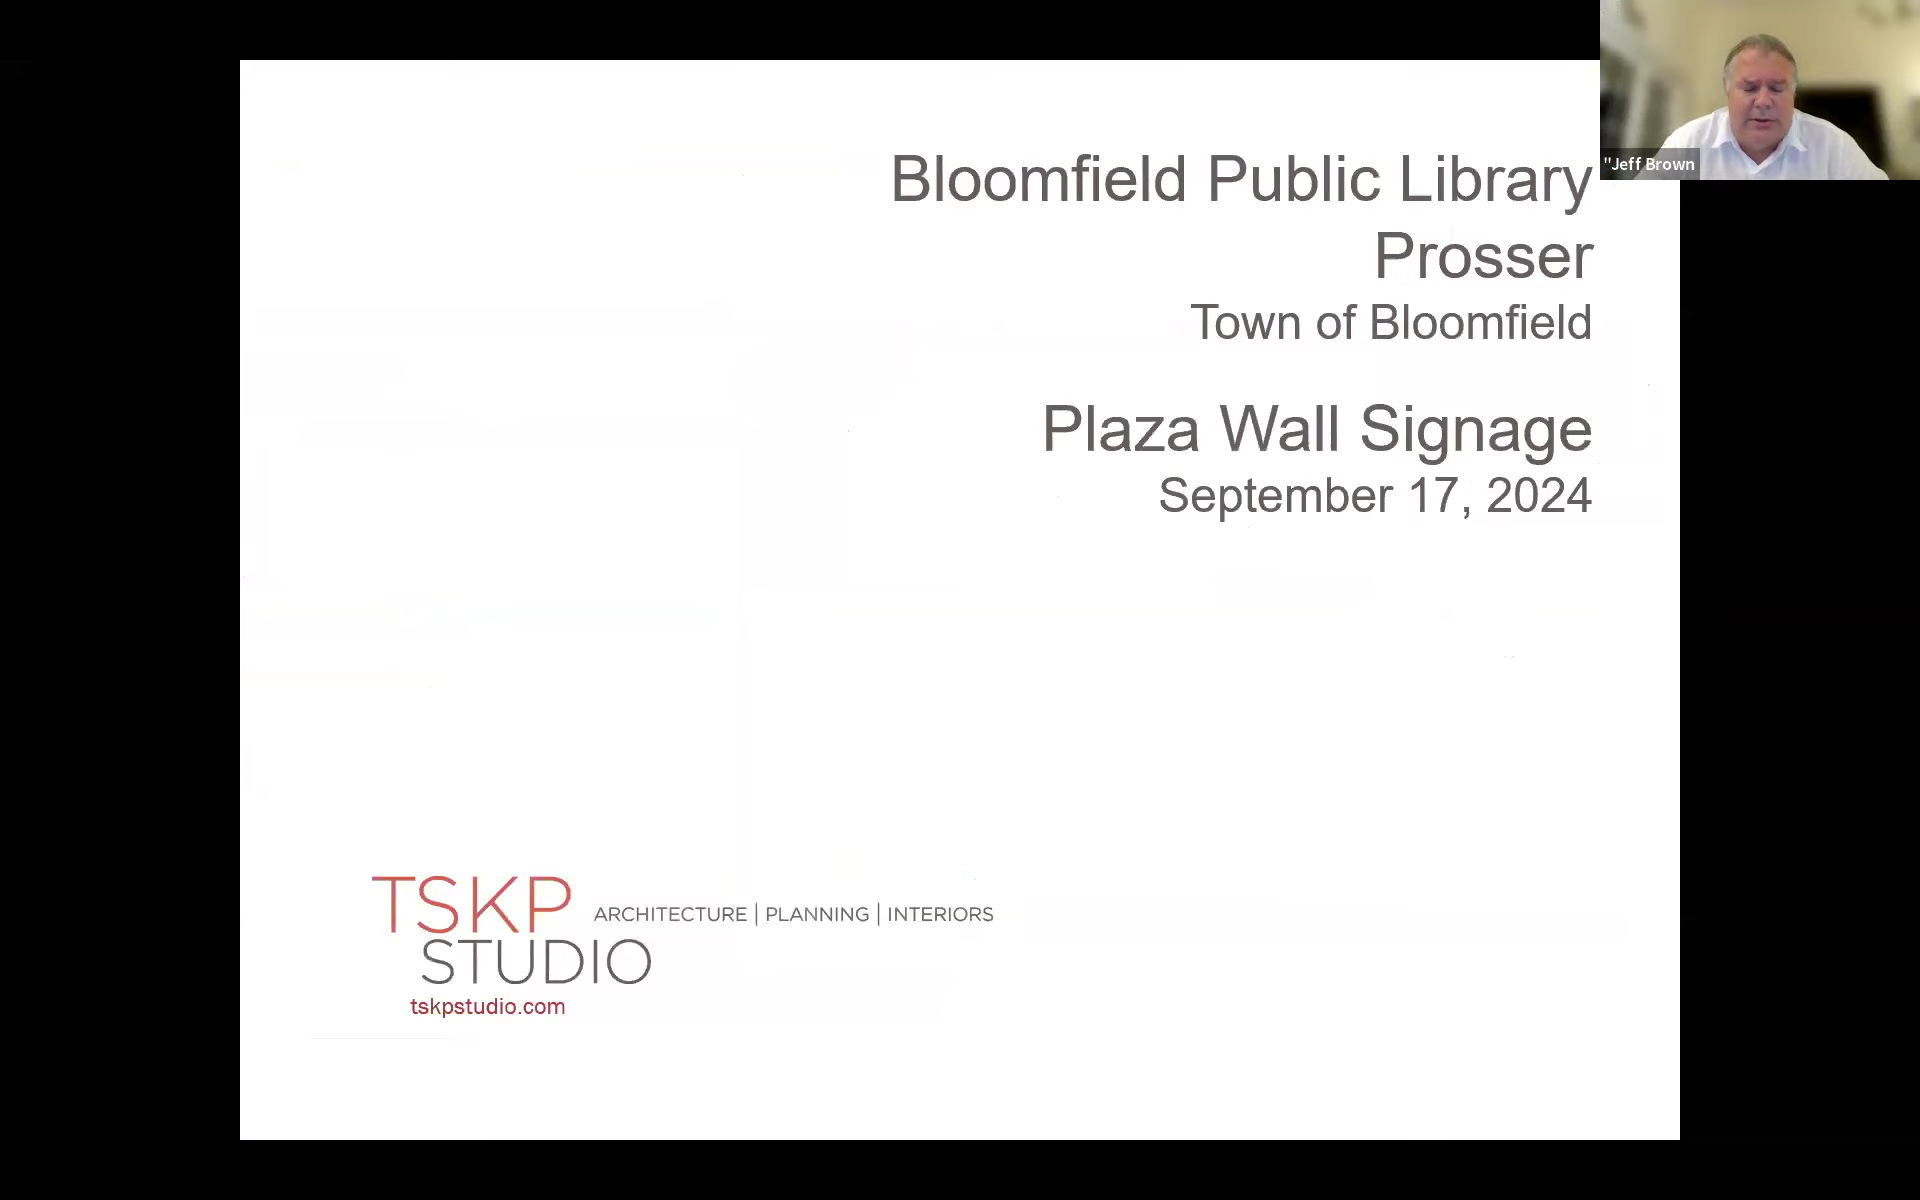 Bloomfield Public Library
Prosser
Town of Bloomfield
Plaza Wall Signage
September 17, 2024
"Jeff Brown
TSKP
STUDIO
ARCHITECTURE | PLANNING | INTERIORS
tskpstudio.com